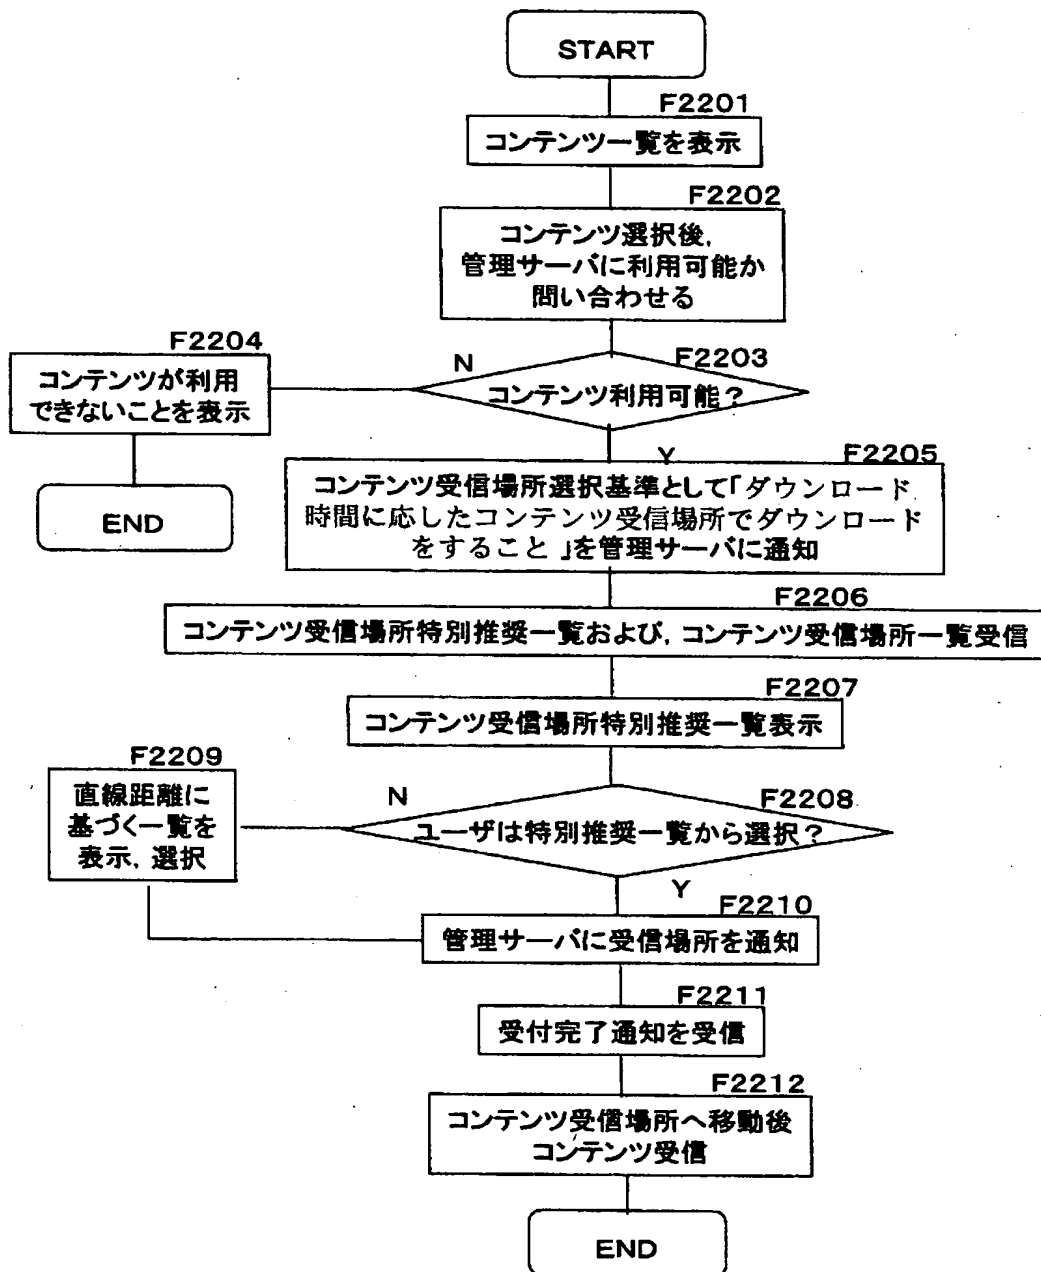 START
F2201
コンテンツ一覧を表示
F2202
コンテンツ選択後,
管理サーバに利用可能か
問い合わせる
F2203
コンテンツ利用可能?
N
F2204
コンテンツが利用
できないことを表示
END
Y
F2205
コンテンツ受信場所選択基準として「ダウンロード
時間に応したコンテンツ受信場所でダウンロード
をすること」を管理サーバに通知
F2206
コンテンツ受信場所特別推奨一覧および, コンテンツ受信場所一覧受信
F2207
コンテンツ受信場所特別推奨一覧表示
F2208
ユーザは特別推奨一覧から選択?
N
F2209
直線距離に
基づく一覧を
表示, 選択
Y
F2210
管理サーバに受信場所を通知
F2211
受付完了通知を受信
F2212
コンテンツ受信場所へ移動後
コンテンツ受信
END